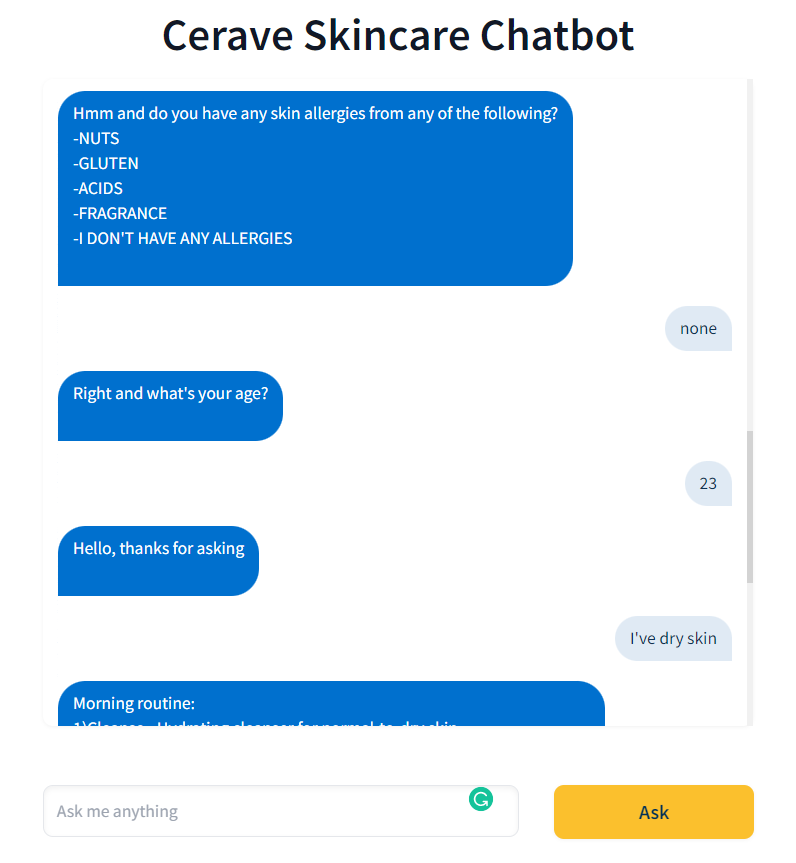 Cerave Skincare Chatbot
Hmm and do you have any skin allergies from any of the following?
-NUTS
-GLUTEN
-ACIDS
-FRAGRANCE
-I DON'T HAVE ANY ALLERGIES
none
Right and what's your age?
23
Hello, thanks for asking
I've dry skin
Morning routine:
1)Cleanse - Hydrating cleanser for normal-to-dry skin
Ask me anything
Ask